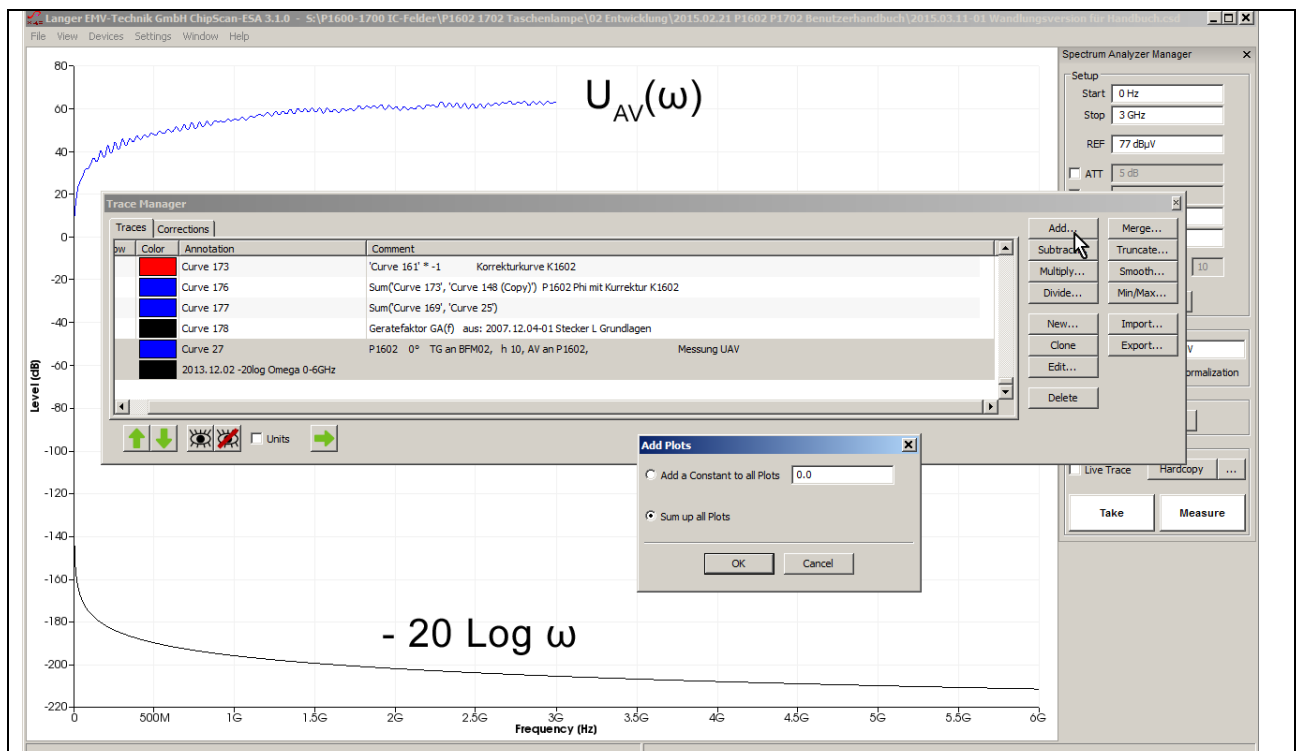 Langer EMV-Technik GmbH ChipScan-ESA 3.1.0 - S:\P1600-1700 IC-Felder\P1602 1702 Taschenlampe\02 Entwicklung\2015.02.21 P1602 P1702 Benutzerhandbuch\2015.03.11-01 Wandlungsversion für Handbuch.csd
File View Devices Settings Window Help
Spectrum Analyzer Manager
Setup
Start 0 Hz
Stop 3 GHz
REF 77 dBµV
ATT 5 dB
10
V
ormalization
Live Trace Hardcopy ...
Take Measure
U_AV(ω)
Trace Manager
Traces Corrections
ow Color Annotation Comment
Curve 173 'Curve 161' * -1 Korrekturkurve K1602
Curve 176 Sum('Curve 173', 'Curve 148 (Copy)') P1602 Phi mit Kurrektur K1602
Curve 177 Sum('Curve 169', 'Curve 25')
Curve 178 Geratefaktor GA(f) aus: 2007.12.04-01 Stecker L Grundlagen
Curve 27 P1602 0° TG an BFM02, h 10, AV an P1602, Messung UAV
2013.12.02 -20log Omega 0-6GHz
Units
Add... Merge...
Subtrac Truncate...
Multiply... Smooth...
Divide... Min/Max...
New... Import...
Clone Export...
Edit...
Delete
Add Plots
Add a Constant to all Plots 0.0
Sum up all Plots
OK Cancel
- 20 Log ω
Level (dB)
80
60
40
20
0
-20
-40
-60
-80
-100
-120
-140
-160
-180
-200
-220
0 500M 1G 1.5G 2G 2.5G 3G 3.5G 4G 4.5G 5G 5.5G 6G
Frequency (Hz)